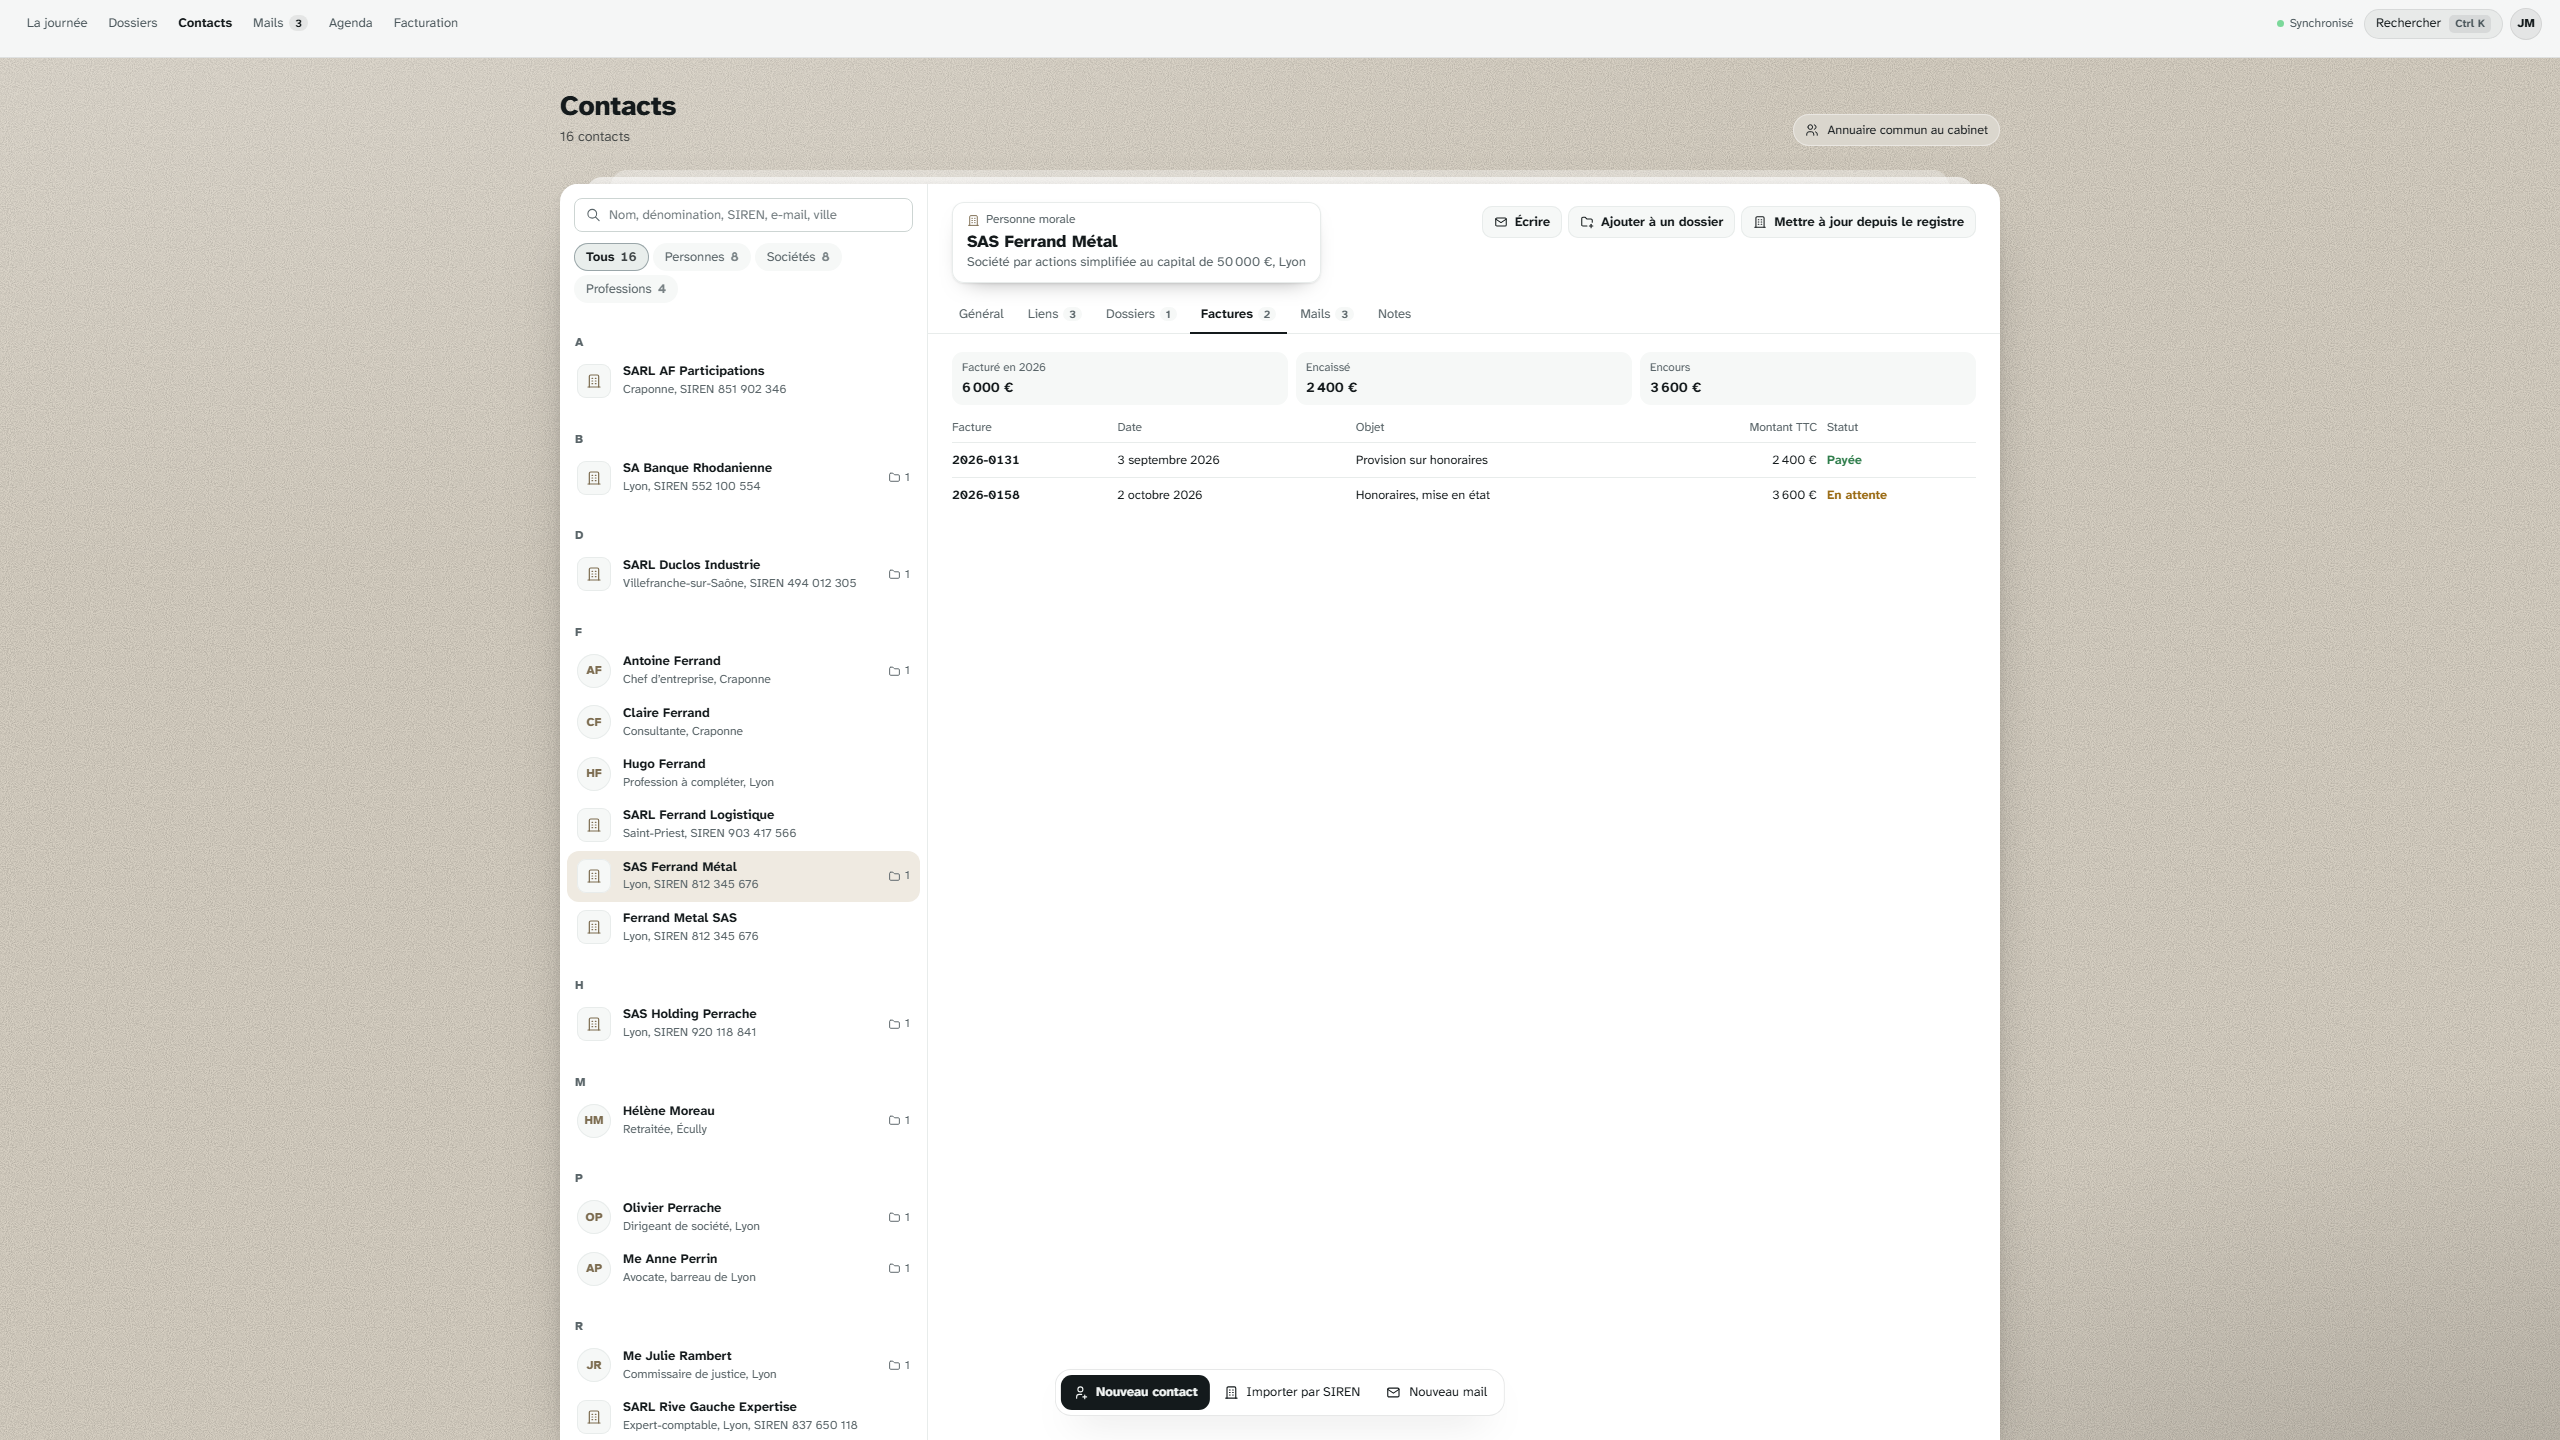 La journée Dossiers Contacts Mails 3 Agenda Facturation
Synchronisé Rechercher Ctrl K JM
Contacts
16 contacts
Annuaire commun au cabinet
Nom, dénomination, SIREN, e-mail, ville
Tous 16 Personnes 8 Sociétés 8
Professions 4
A
SARL AF Participations
Craponne, SIREN 851 902 346
B
SA Banque Rhodanienne
Lyon, SIREN 552 100 554
1
D
SARL Duclos Industrie
Villefranche-sur-Saône, SIREN 494 012 305
1
F
AF
Antoine Ferrand
Chef d'entreprise, Craponne
1
CF
Claire Ferrand
Consultante, Craponne
HF
Hugo Ferrand
Profession à compléter, Lyon
SARL Ferrand Logistique
Saint-Priest, SIREN 903 417 566
SAS Ferrand Métal
Lyon, SIREN 812 345 676
1
Ferrand Metal SAS
Lyon, SIREN 812 345 676
H
SAS Holding Perrache
Lyon, SIREN 920 118 841
1
M
HM
Hélène Moreau
Retraitée, Écully
1
P
OP
Olivier Perrache
Dirigeant de société, Lyon
1
AP
Me Anne Perrin
Avocate, barreau de Lyon
1
R
JR
Me Julie Rambert
Commissaire de justice, Lyon
1
SARL Rive Gauche Expertise
Expert-comptable, Lyon, SIREN 837 650 118
Personne morale
SAS Ferrand Métal
Société par actions simplifiée au capital de 50 000 €, Lyon
Écrire Ajouter à un dossier Mettre à jour depuis le registre
Général Liens 3 Dossiers 1 Factures 2 Mails 3 Notes
Facturé en 2026
6 000 €
Encaissé
2 400 €
Encours
3 600 €
Facture Date Objet Montant TTC Statut
2026-0131 3 septembre 2026 Provision sur honoraires 2 400 € Payée
2026-0158 2 octobre 2026 Honoraires, mise en état 3 600 € En attente
Nouveau contact Importer par SIREN Nouveau mail